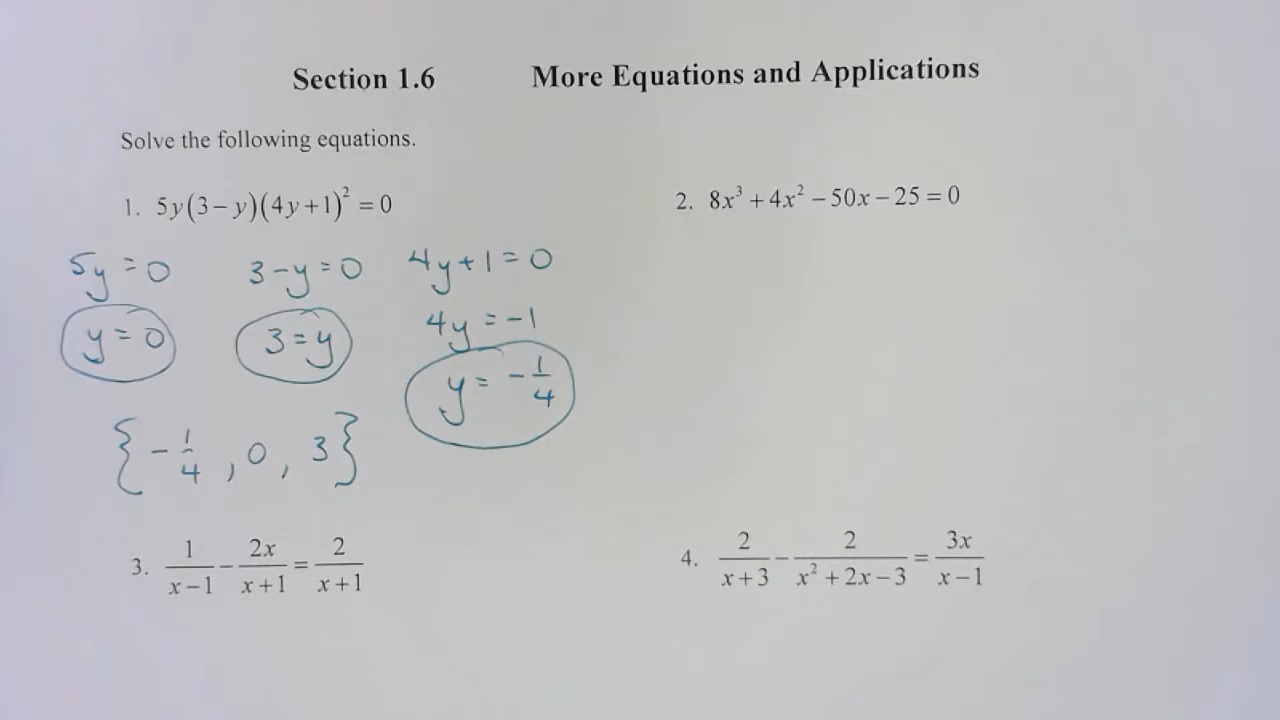 Section 1.6 More Equations and Applications
Solve the following equations.
1. 5y(3−y)(4y+1)² = 0
5y = 0 3−y = 0 4y+1 = 0
4y = −1
y = 0 3 = y
y = −1/4
{−1/4, 0, 3}
2. 8x³ + 4x² − 50x − 25 = 0
3. 1/(x−1) − 2x/(x+1) = 2/(x+1)
4. 2/(x+3) − 2/(x²+2x−3) = 3x/(x−1)